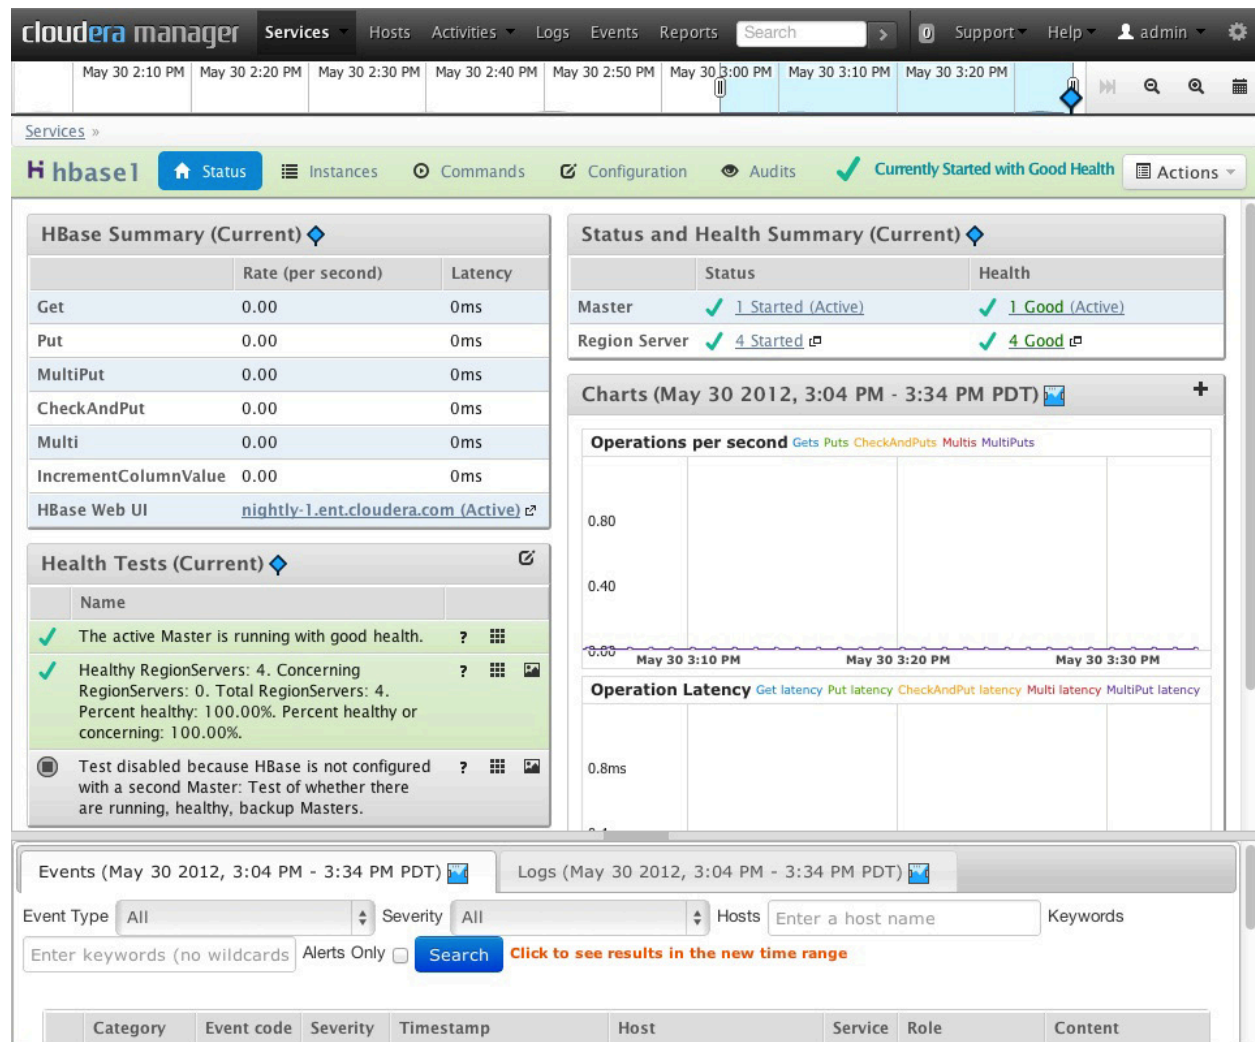 cloudera manager Services Hosts Activities Logs Events Reports Search 0 Support Help admin
May 30 2:10 PM May 30 2:20 PM May 30 2:30 PM May 30 2:40 PM May 30 2:50 PM May 30 3:00 PM May 30 3:10 PM May 30 3:20 PM
Services »
hbase1 Status Instances Commands Configuration Audits Currently Started with Good Health Actions
HBase Summary (Current)
Rate (per second) Latency
Get 0.00 0ms
Put 0.00 0ms
MultiPut 0.00 0ms
CheckAndPut 0.00 0ms
Multi 0.00 0ms
IncrementColumnValue 0.00 0ms
HBase Web UI nightly-1.ent.cloudera.com (Active)
Health Tests (Current)
Name
The active Master is running with good health. ?
Healthy RegionServers: 4. Concerning ?
RegionServers: 0. Total RegionServers: 4.
Percent healthy: 100.00%. Percent healthy or
concerning: 100.00%.
Test disabled because HBase is not configured ?
with a second Master: Test of whether there
are running, healthy, backup Masters.
Status and Health Summary (Current)
Status Health
Master 1 Started (Active) 1 Good (Active)
Region Server 4 Started 4 Good
Charts (May 30 2012, 3:04 PM - 3:34 PM PDT)
Operations per second Gets Puts CheckAndPuts Multis MultiPuts
0.80
0.40
0.00
May 30 3:10 PM May 30 3:20 PM May 30 3:30 PM
Operation Latency Get latency Put latency CheckAndPut latency Multi latency MultiPut latency
0.8ms
Events (May 30 2012, 3:04 PM - 3:34 PM PDT) Logs (May 30 2012, 3:04 PM - 3:34 PM PDT)
Event Type All Severity All Hosts Enter a host name Keywords
Enter keywords (no wildcards Alerts Only Search Click to see results in the new time range
Category Event code Severity Timestamp Host Service Role Content